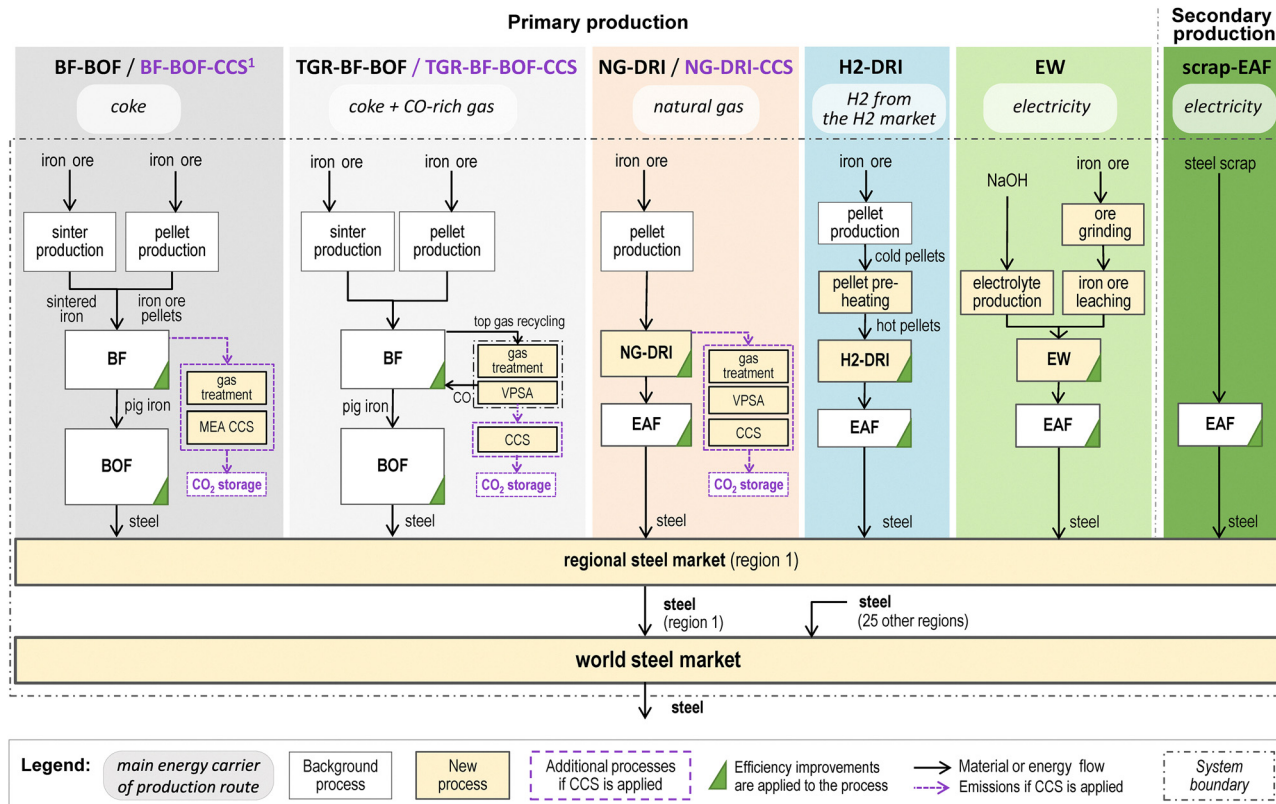 Primary production
Secondary
production
BF-BOF / BF-BOF-CCS¹
coke
TGR-BF-BOF / TGR-BF-BOF-CCS
coke + CO-rich gas
NG-DRI / NG-DRI-CCS
natural gas
H2-DRI
H2 from
the H2 market
EW
electricity
scrap-EAF
electricity
iron ore
pellet
production
iron ore
sinter
production
sintered
iron
iron ore
pellets
BF
gas
treatment
MEA CCS
CO₂ storage
pig iron
BOF
steel
iron ore
sinter
production
iron ore
pellet
production
BF
top gas recycling
gas
treatment
VPSA
CO
CCS
CO₂ storage
pig iron
BOF
steel
iron ore
pellet
production
NG-DRI
gas
treatment
VPSA
CCS
CO₂ storage
EAF
steel
iron ore
pellet
production
cold pellets
pellet pre-
heating
hot pellets
H2-DRI
EAF
steel
NaOH
electrolyte
production
iron ore
ore
grinding
iron ore
leaching
EW
EAF
steel
steel scrap
EAF
steel
regional steel market (region 1)
steel
(region 1)
steel
(25 other regions)
world steel market
steel
Legend:
main energy carrier
of production route
Background
process
New
process
Additional processes
if CCS is applied
Efficiency improvements
are applied to the process
Material or energy flow
Emissions if CCS is applied
System
boundary